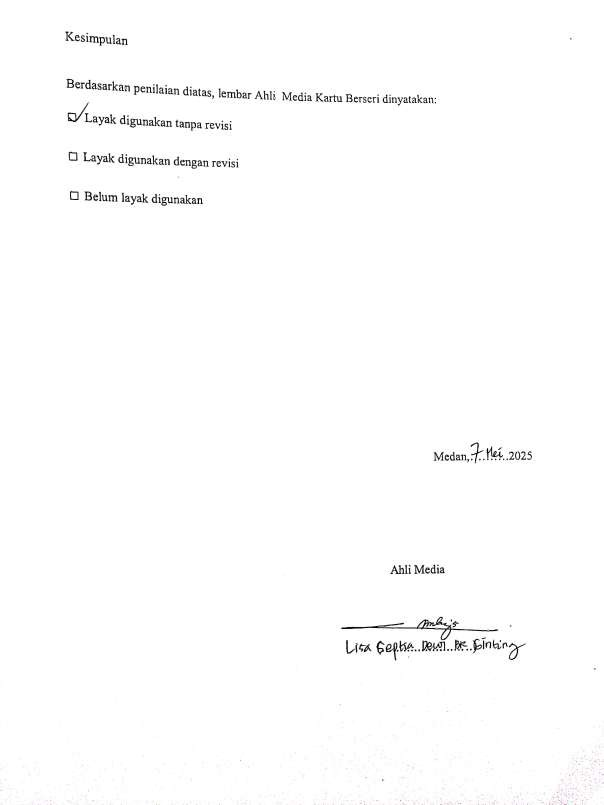 Kesimpulan
Berdasarkan penilaian diatas, lembar Ahli Media Kartu Berseri dinyatakan:
☑ Layak digunakan tanpa revisi
☐ Layak digunakan dengan revisi
☐ Belum layak digunakan
Medan, 7 Mei 2025
Ahli Media
Lisa Septia Dewi Br. Ginting